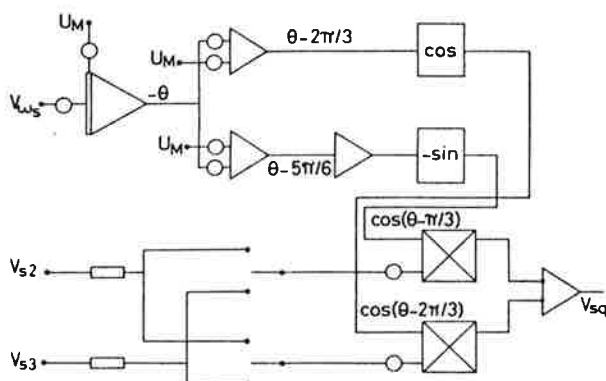 U_M
U_M
θ-2π/3
cos
V_ωs
-θ
U_M
θ-5π/6
-sin
cos(θ-π/3)
V_s2
V_sq
cos(θ-2π/3)
V_s3